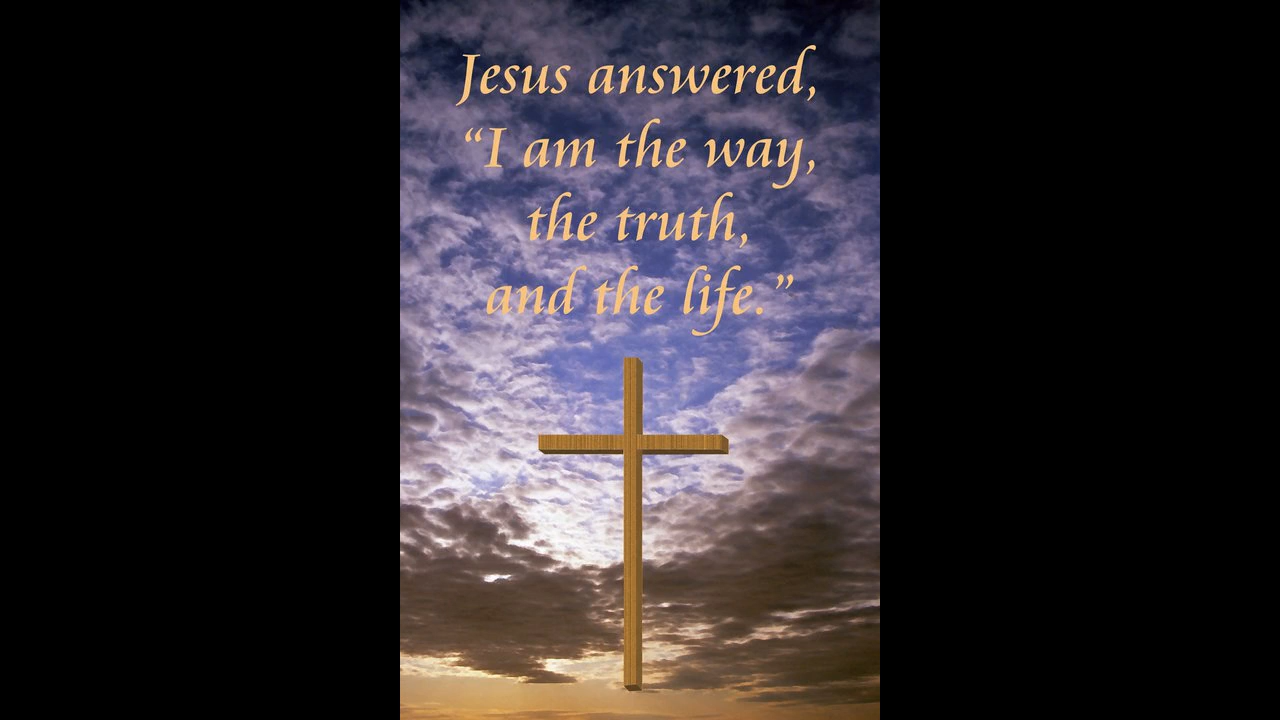 Jesus answered,
“I am the way,
the truth,
and the life.”